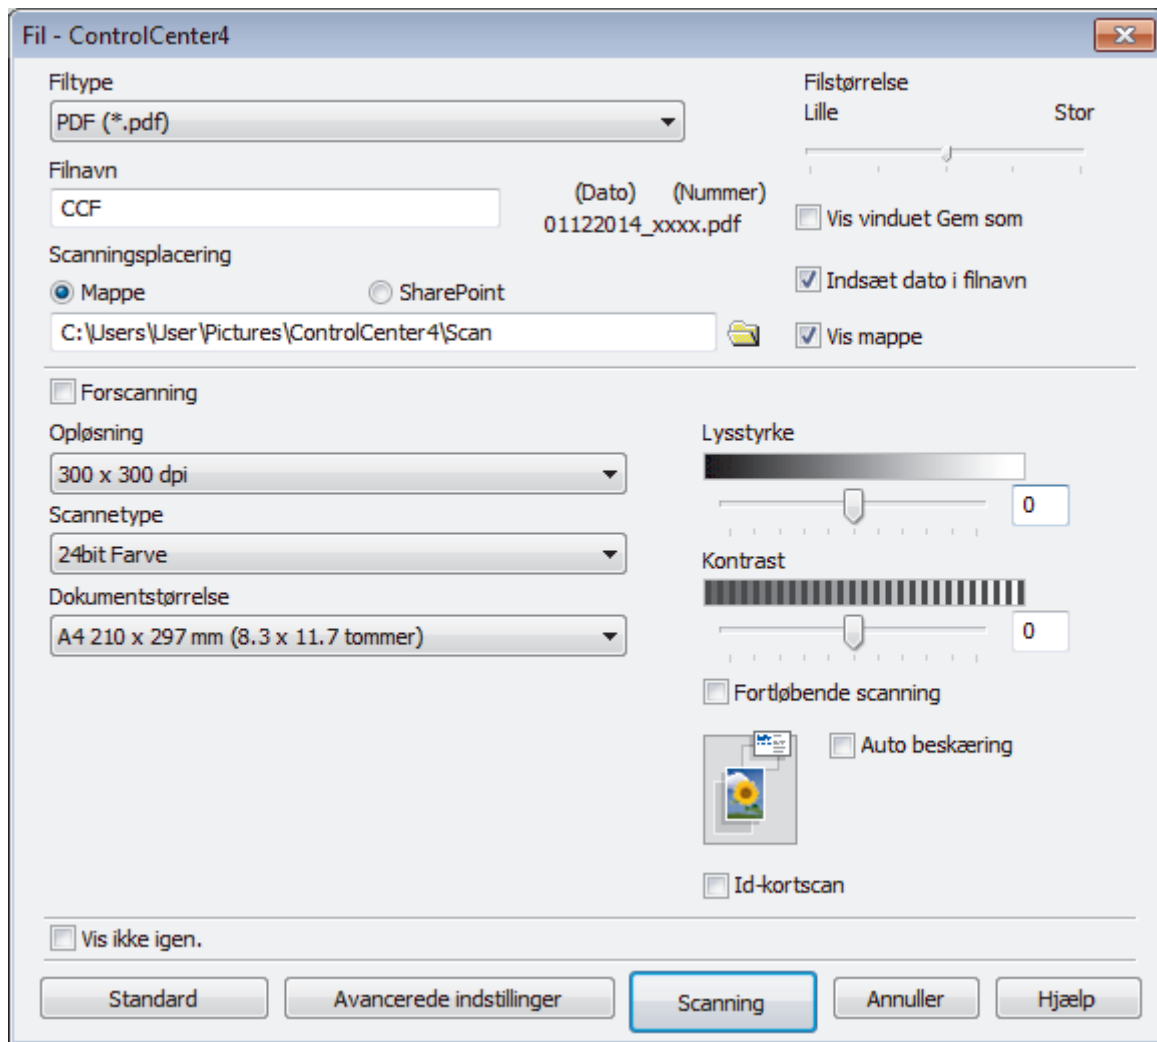 Fil - ControlCenter4
Filtype
PDF (*.pdf)
Filstørrelse
Lille Stor
Filnavn
CCF
(Dato) (Nummer)
01122014_xxxx.pdf
Vis vinduet Gem som
Scanningsplacering
Mappe SharePoint
Indsæt dato i filnavn
C:\Users\User\Pictures\ControlCenter4\Scan
Vis mappe
Forscanning
Opløsning
300 x 300 dpi
Scannetype
24bit Farve
Dokumentstørrelse
A4 210 x 297 mm (8.3 x 11.7 tommer)
Lysstyrke
0
Kontrast
0
Fortløbende scanning
Auto beskæring
Id-kortscan
Vis ikke igen.
Standard Avancerede indstillinger Scanning Annuller Hjælp